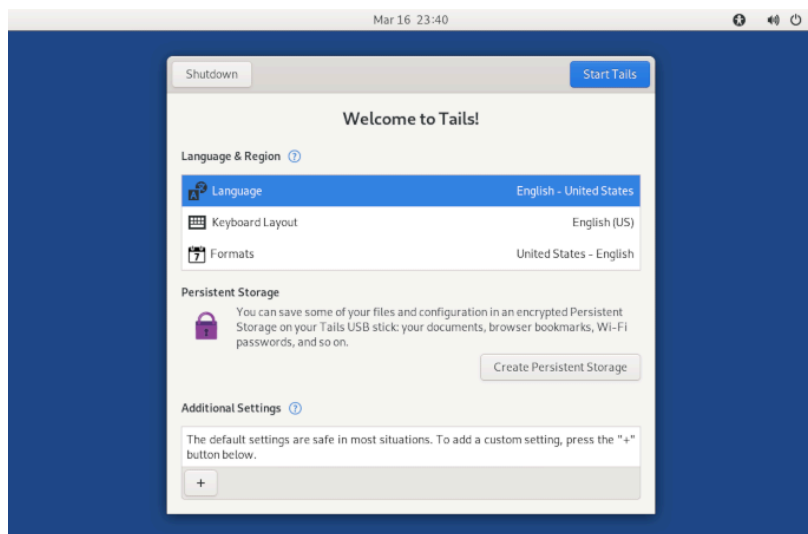 Mar 16 23:40
Shutdown
Start Tails
Welcome to Tails!
Language & Region ?
Language English - United States
Keyboard Layout English (US)
Formats United States - English
Persistent Storage
You can save some of your files and configuration in an encrypted Persistent
Storage on your Tails USB stick: your documents, browser bookmarks, Wi-Fi
passwords, and so on.
Create Persistent Storage
Additional Settings ?
The default settings are safe in most situations. To add a custom setting, press the "+"
button below.
+